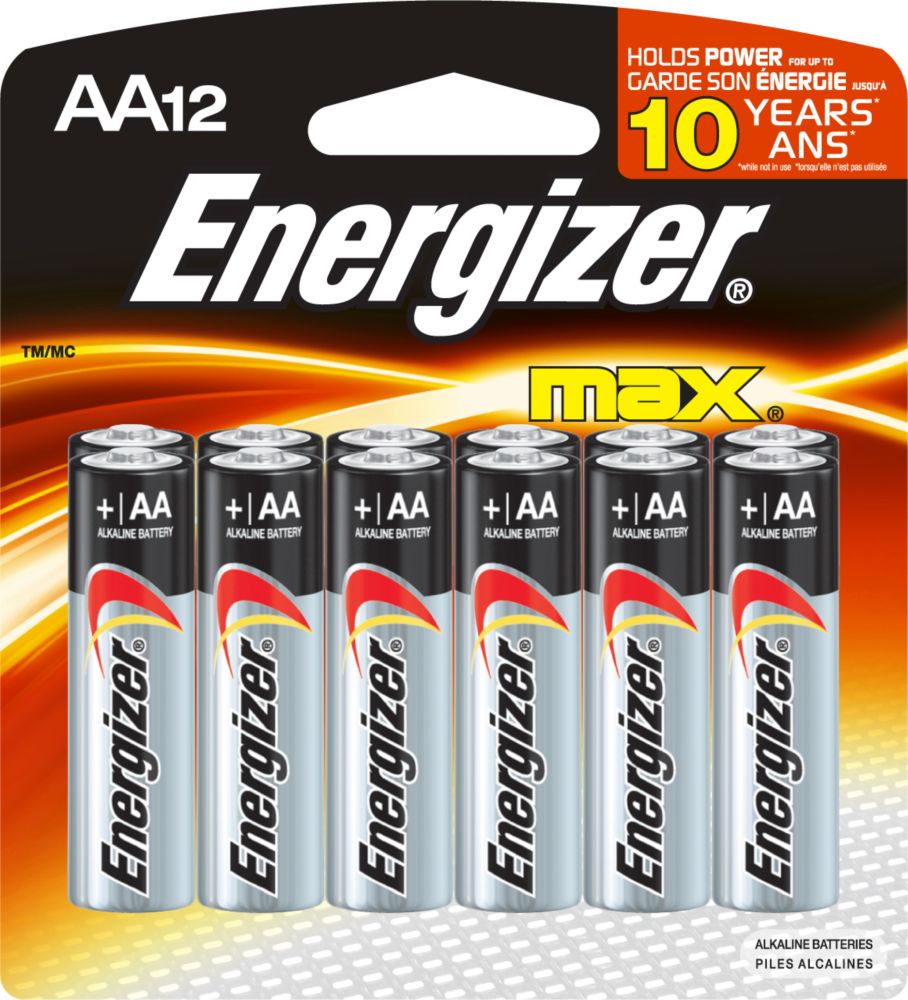 AA12
HOLDS POWER FOR UP TO
GARDE SON ÉNERGIE JUSQU'À
10 YEARS*
ANS*
*while not in use *lorsqu'elle n'est pas utilisée
Energizer®
TM/MC
max®
+|AA +|AA +|AA +|AA +|AA +|AA
ALKALINE BATTERY ALKALINE BATTERY ALKALINE BATTERY ALKALINE BATTERY ALKALINE BATTERY ALKALINE BATTERY
Energizer® Energizer® Energizer® Energizer® Energizer® Energizer®
ALKALINE BATTERIES
PILES ALCALINES